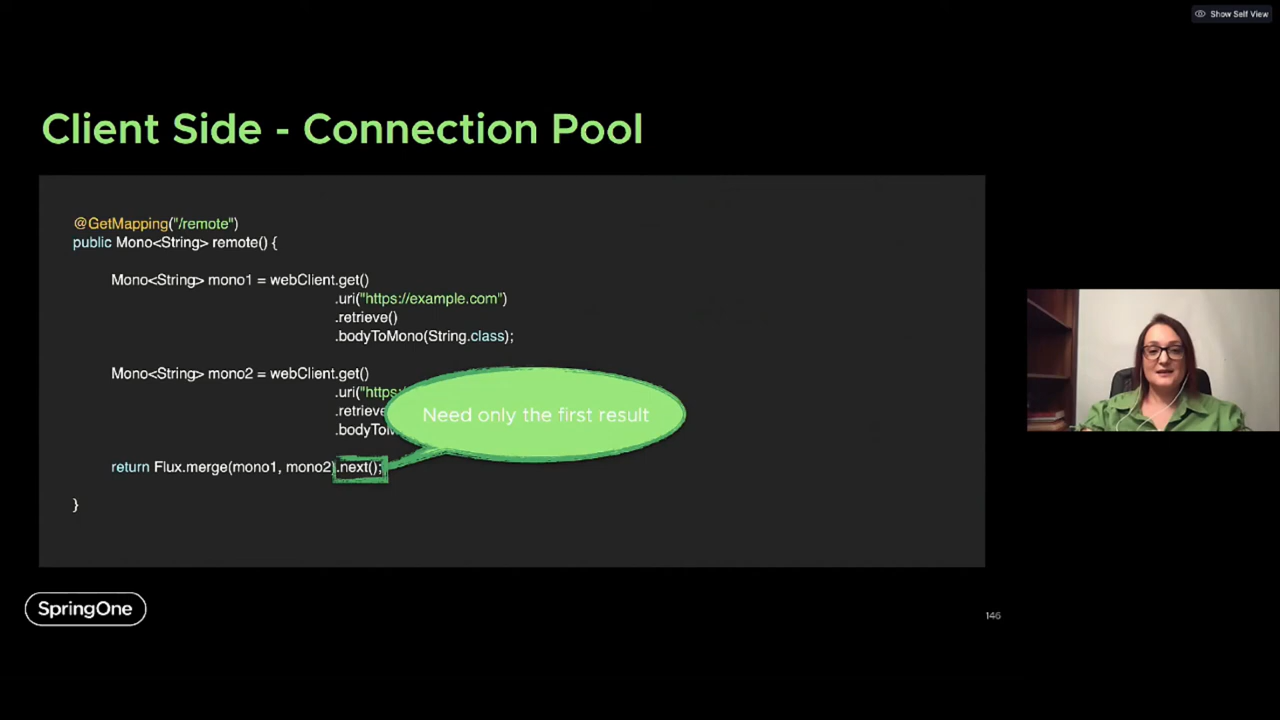 Show Self View
Client Side - Connection Pool
@GetMapping("/remote")
public Mono<String> remote() {
Mono<String> mono1 = webClient.get()
.uri("https://example.com")
.retrieve()
.bodyToMono(String.class);
Mono<String> mono2 = webClient.get()
.uri("https:
.retrieve
.bodyToM
Need only the first result
return Flux.merge(mono1, mono2).next();
}
SpringOne
146